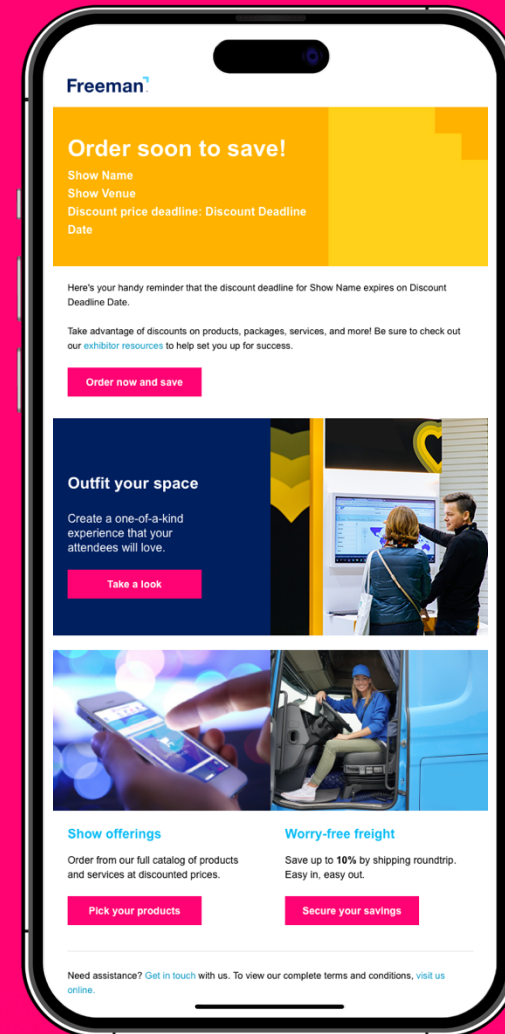 Freeman
Order soon to save!
Show Name
Show Venue
Discount price deadline: Discount Deadline
Date
Here's your handy reminder that the discount deadline for Show Name expires on Discount
Deadline Date.
Take advantage of discounts on products, packages, services, and more! Be sure to check out
our exhibitor resources to help set you up for success.
Order now and save
Outfit your space
Create a one-of-a-kind
experience that your
attendees will love.
Take a look
Show offerings
Order from our full catalog of products
and services at discounted prices.
Pick your products
Worry-free freight
Save up to 10% by shipping roundtrip.
Easy in, easy out.
Secure your savings
Need assistance? Get in touch with us. To view our complete terms and conditions, visit us
online.